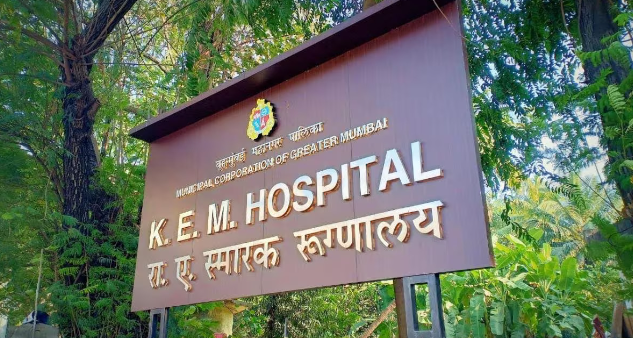 बृहन्मुंबई महानगर पालिका
MUNICIPAL CORPORATION OF GREATER MUMBAI
K. E. M. HOSPITAL
रा. ए. स्मारक रूग्णालय